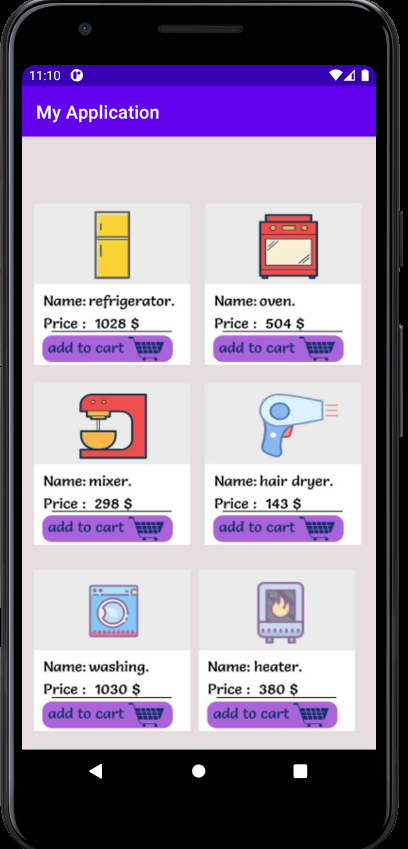 11:10
My Application
Name: refrigerator.
Price : 1028 $
add to cart
Name: oven.
Price : 504 $
add to cart
Name: mixer.
Price : 298 $
add to cart
Name: hair dryer.
Price : 143 $
add to cart
Name: washing.
Price : 1030 $
add to cart
Name: heater.
Price : 380 $
add to cart